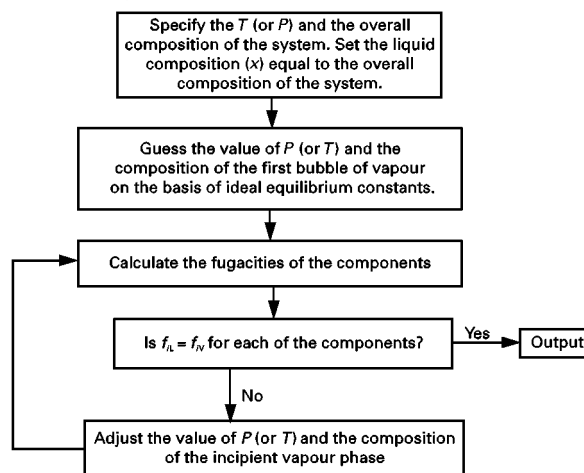 Specify the T (or P) and the overall
composition of the system. Set the liquid
composition (x) equal to the overall
composition of the system.
Guess the value of P (or T) and the
composition of the first bubble of vapour
on the basis of ideal equilibrium constants.
Calculate the fugacities of the components
Is fiL = fiV for each of the components?
Yes
Output
No
Adjust the value of P (or T) and the composition
of the incipient vapour phase